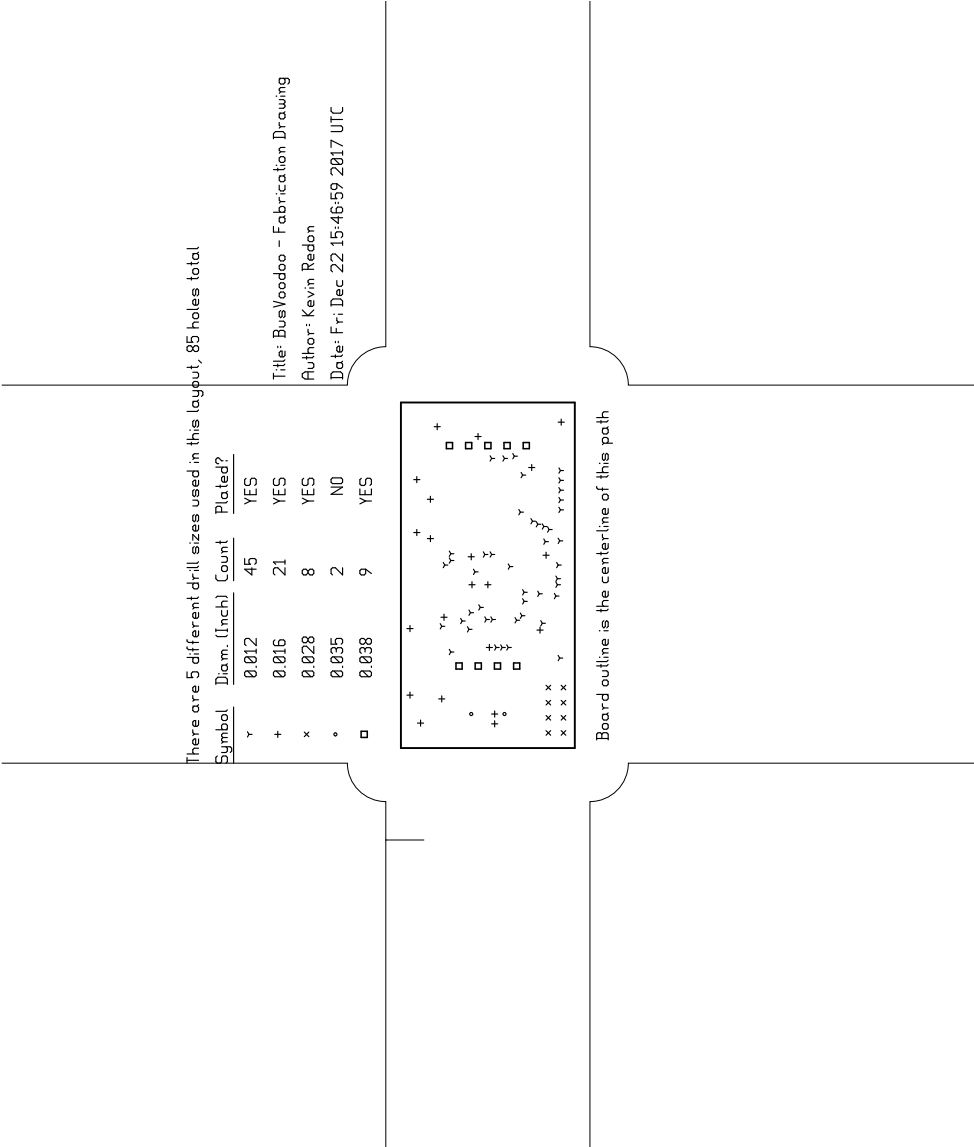 There are 5 different drill sizes used in this layout, 85 holes total
Symbol Diam. (Inch) Count Plated?
0.012 45 YES
0.016 21 YES
0.028 8 YES
0.035 2 NO
0.038 9 YES
Title: BusVoodoo - Fabrication Drawing
Author: Kevin Redon
Date: Fri Dec 22 15:46:59 2017 UTC
Board outline is the centerline of this path